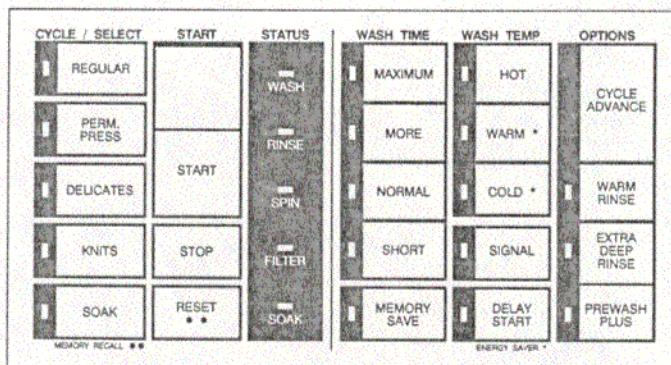 CYCLE / SELECT
REGULAR
PERM.
PRESS
DELICATES
KNITS
SOAK
MEMORY RECALL ●●
START
START
STOP
RESET
● ●
STATUS
WASH
RINSE
SPIN
FILTER
SOAK
WASH TIME
MAXIMUM
MORE
NORMAL
SHORT
MEMORY
SAVE
WASH TEMP
HOT
WARM *
COLD *
SIGNAL
DELAY
START
ENERGY SAVER *
OPTIONS
CYCLE
ADVANCE
WARM
RINSE
EXTRA
DEEP
RINSE
PREWASH
PLUS